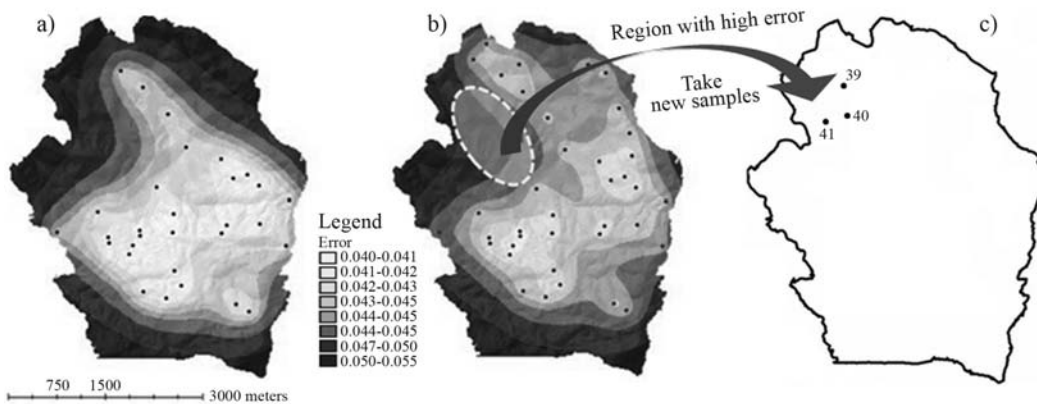 a)
b)
Region with high error
c)
Take
new samples
39
40
41
Legend
Error
0.040-0.041
0.041-0.042
0.042-0.043
0.043-0.045
0.044-0.045
0.044-0.045
0.047-0.050
0.050-0.055
750 1500 3000 meters